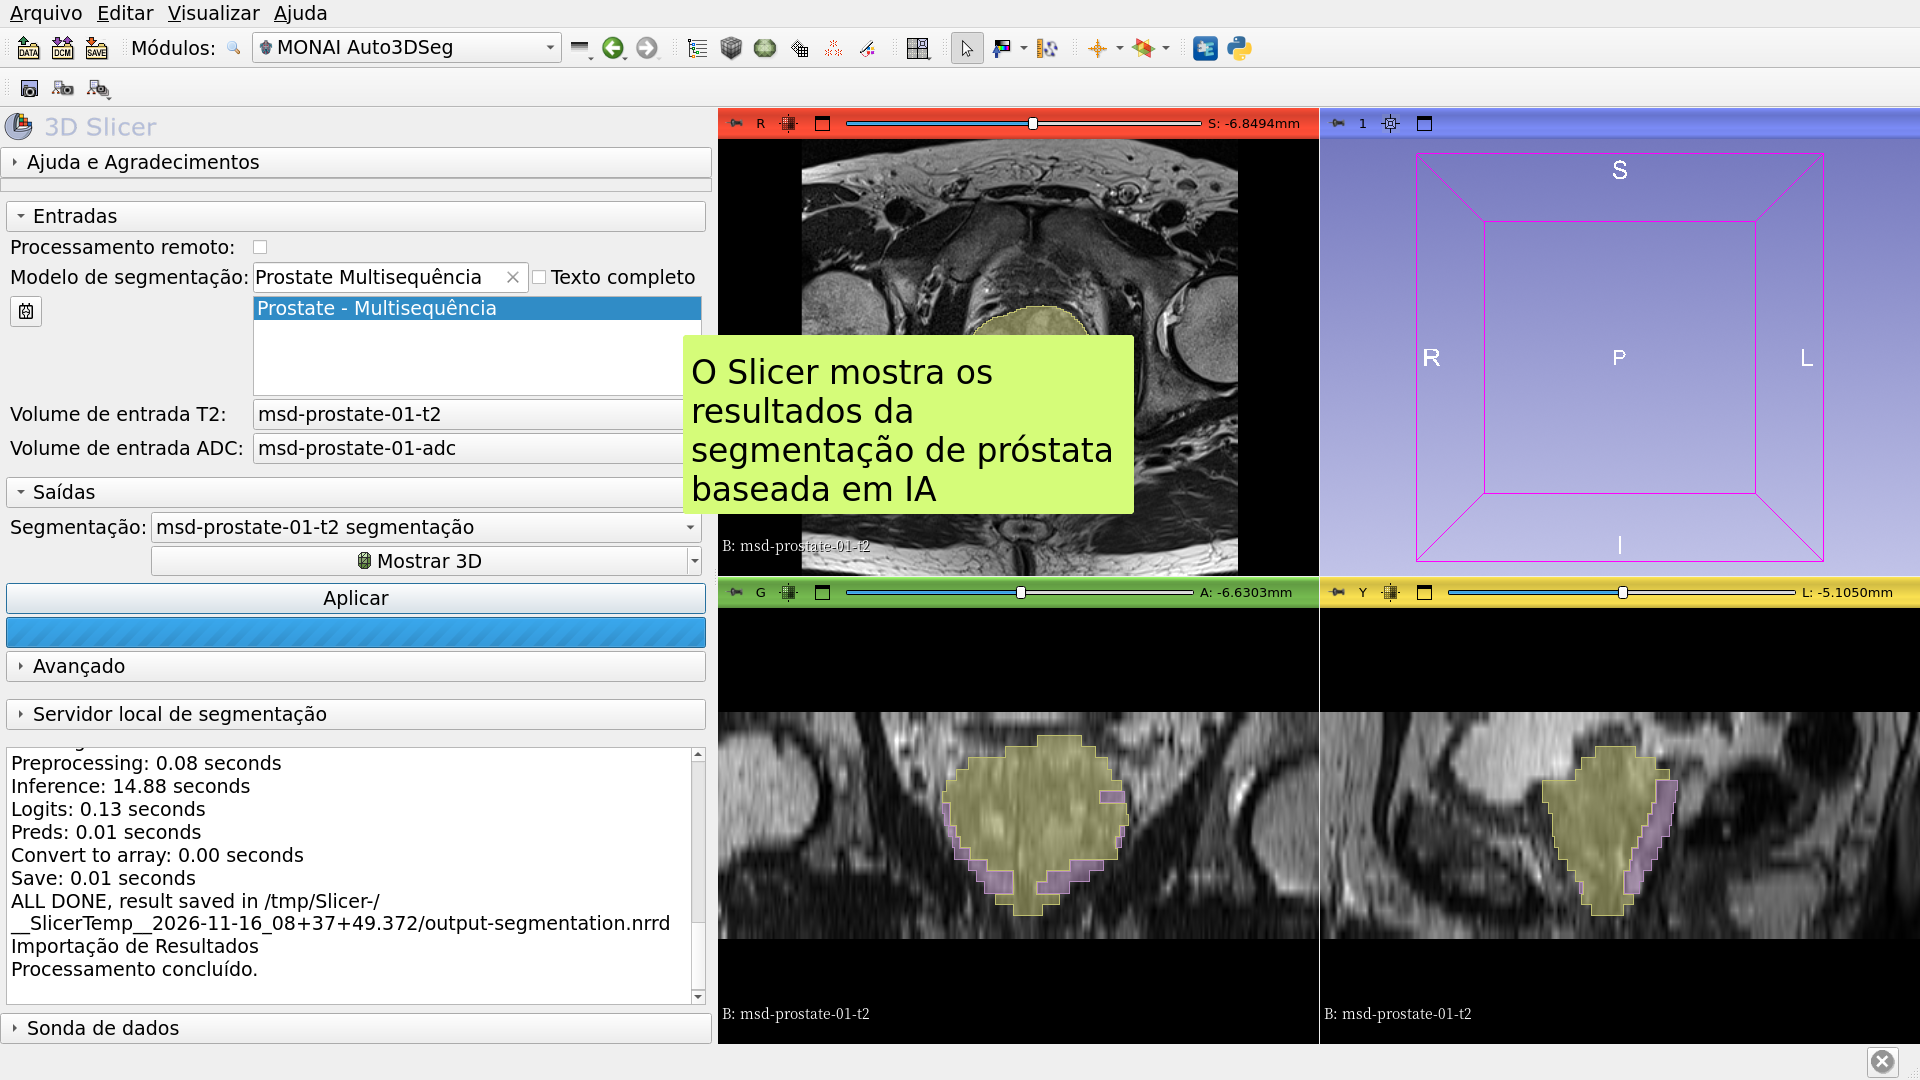 Arquivo Editar Visualizar Ajuda
DATA DCM SAVE Módulos: MONAI Auto3DSeg
3D Slicer
Ajuda e Agradecimentos
Entradas
Processamento remoto:
Modelo de segmentação: Prostate Multisequência Texto completo
Prostate - Multisequência
Volume de entrada T2: msd-prostate-01-t2
Volume de entrada ADC: msd-prostate-01-adc
Saídas
Segmentação: msd-prostate-01-t2 segmentação
Mostrar 3D
Aplicar
Avançado
Servidor local de segmentação
Preprocessing: 0.08 seconds
Inference: 14.88 seconds
Logits: 0.13 seconds
Preds: 0.01 seconds
Convert to array: 0.00 seconds
Save: 0.01 seconds
ALL DONE, result saved in /tmp/Slicer-/
__SlicerTemp__2026-11-16_08+37+49.372/output-segmentation.nrrd
Importação de Resultados
Processamento concluído.
Sonda de dados
R S: -6.8494mm
O Slicer mostra os
resultados da
segmentação de próstata
baseada em IA
B: msd-prostate-01-t2
1
S
R P L
I
G A: -6.6303mm
B: msd-prostate-01-t2
Y L: -5.1050mm
B: msd-prostate-01-t2